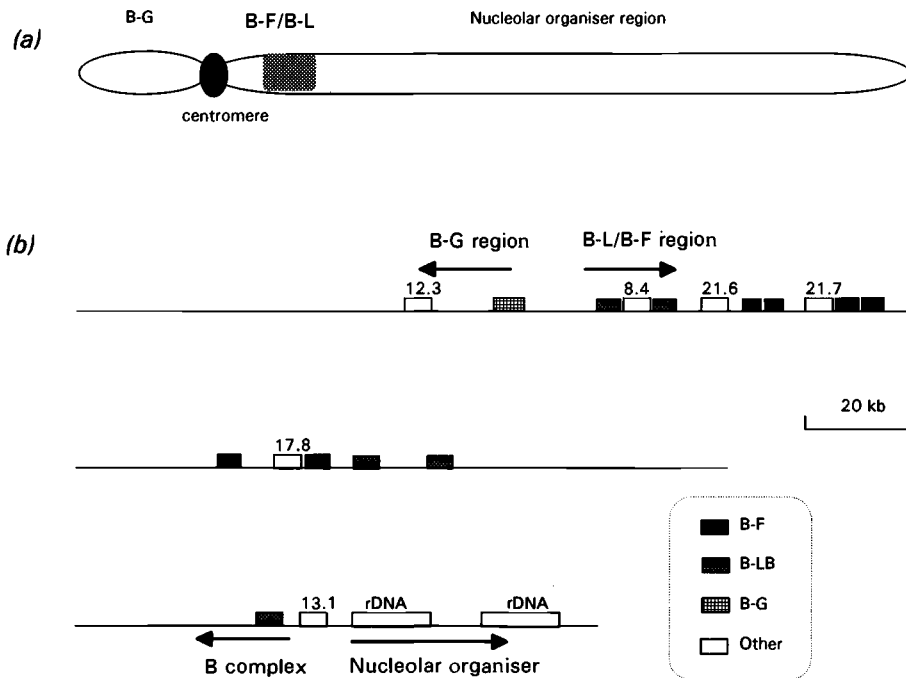 (a)
B-G
B-F/B-L
Nucleolar organiser region
centromere
(b)
B-G region
B-L/B-F region
12.3
8.4
21.6
21.7
20 kb
17.8
13.1
rDNA
rDNA
B complex
Nucleolar organiser
B-F
B-LB
B-G
Other